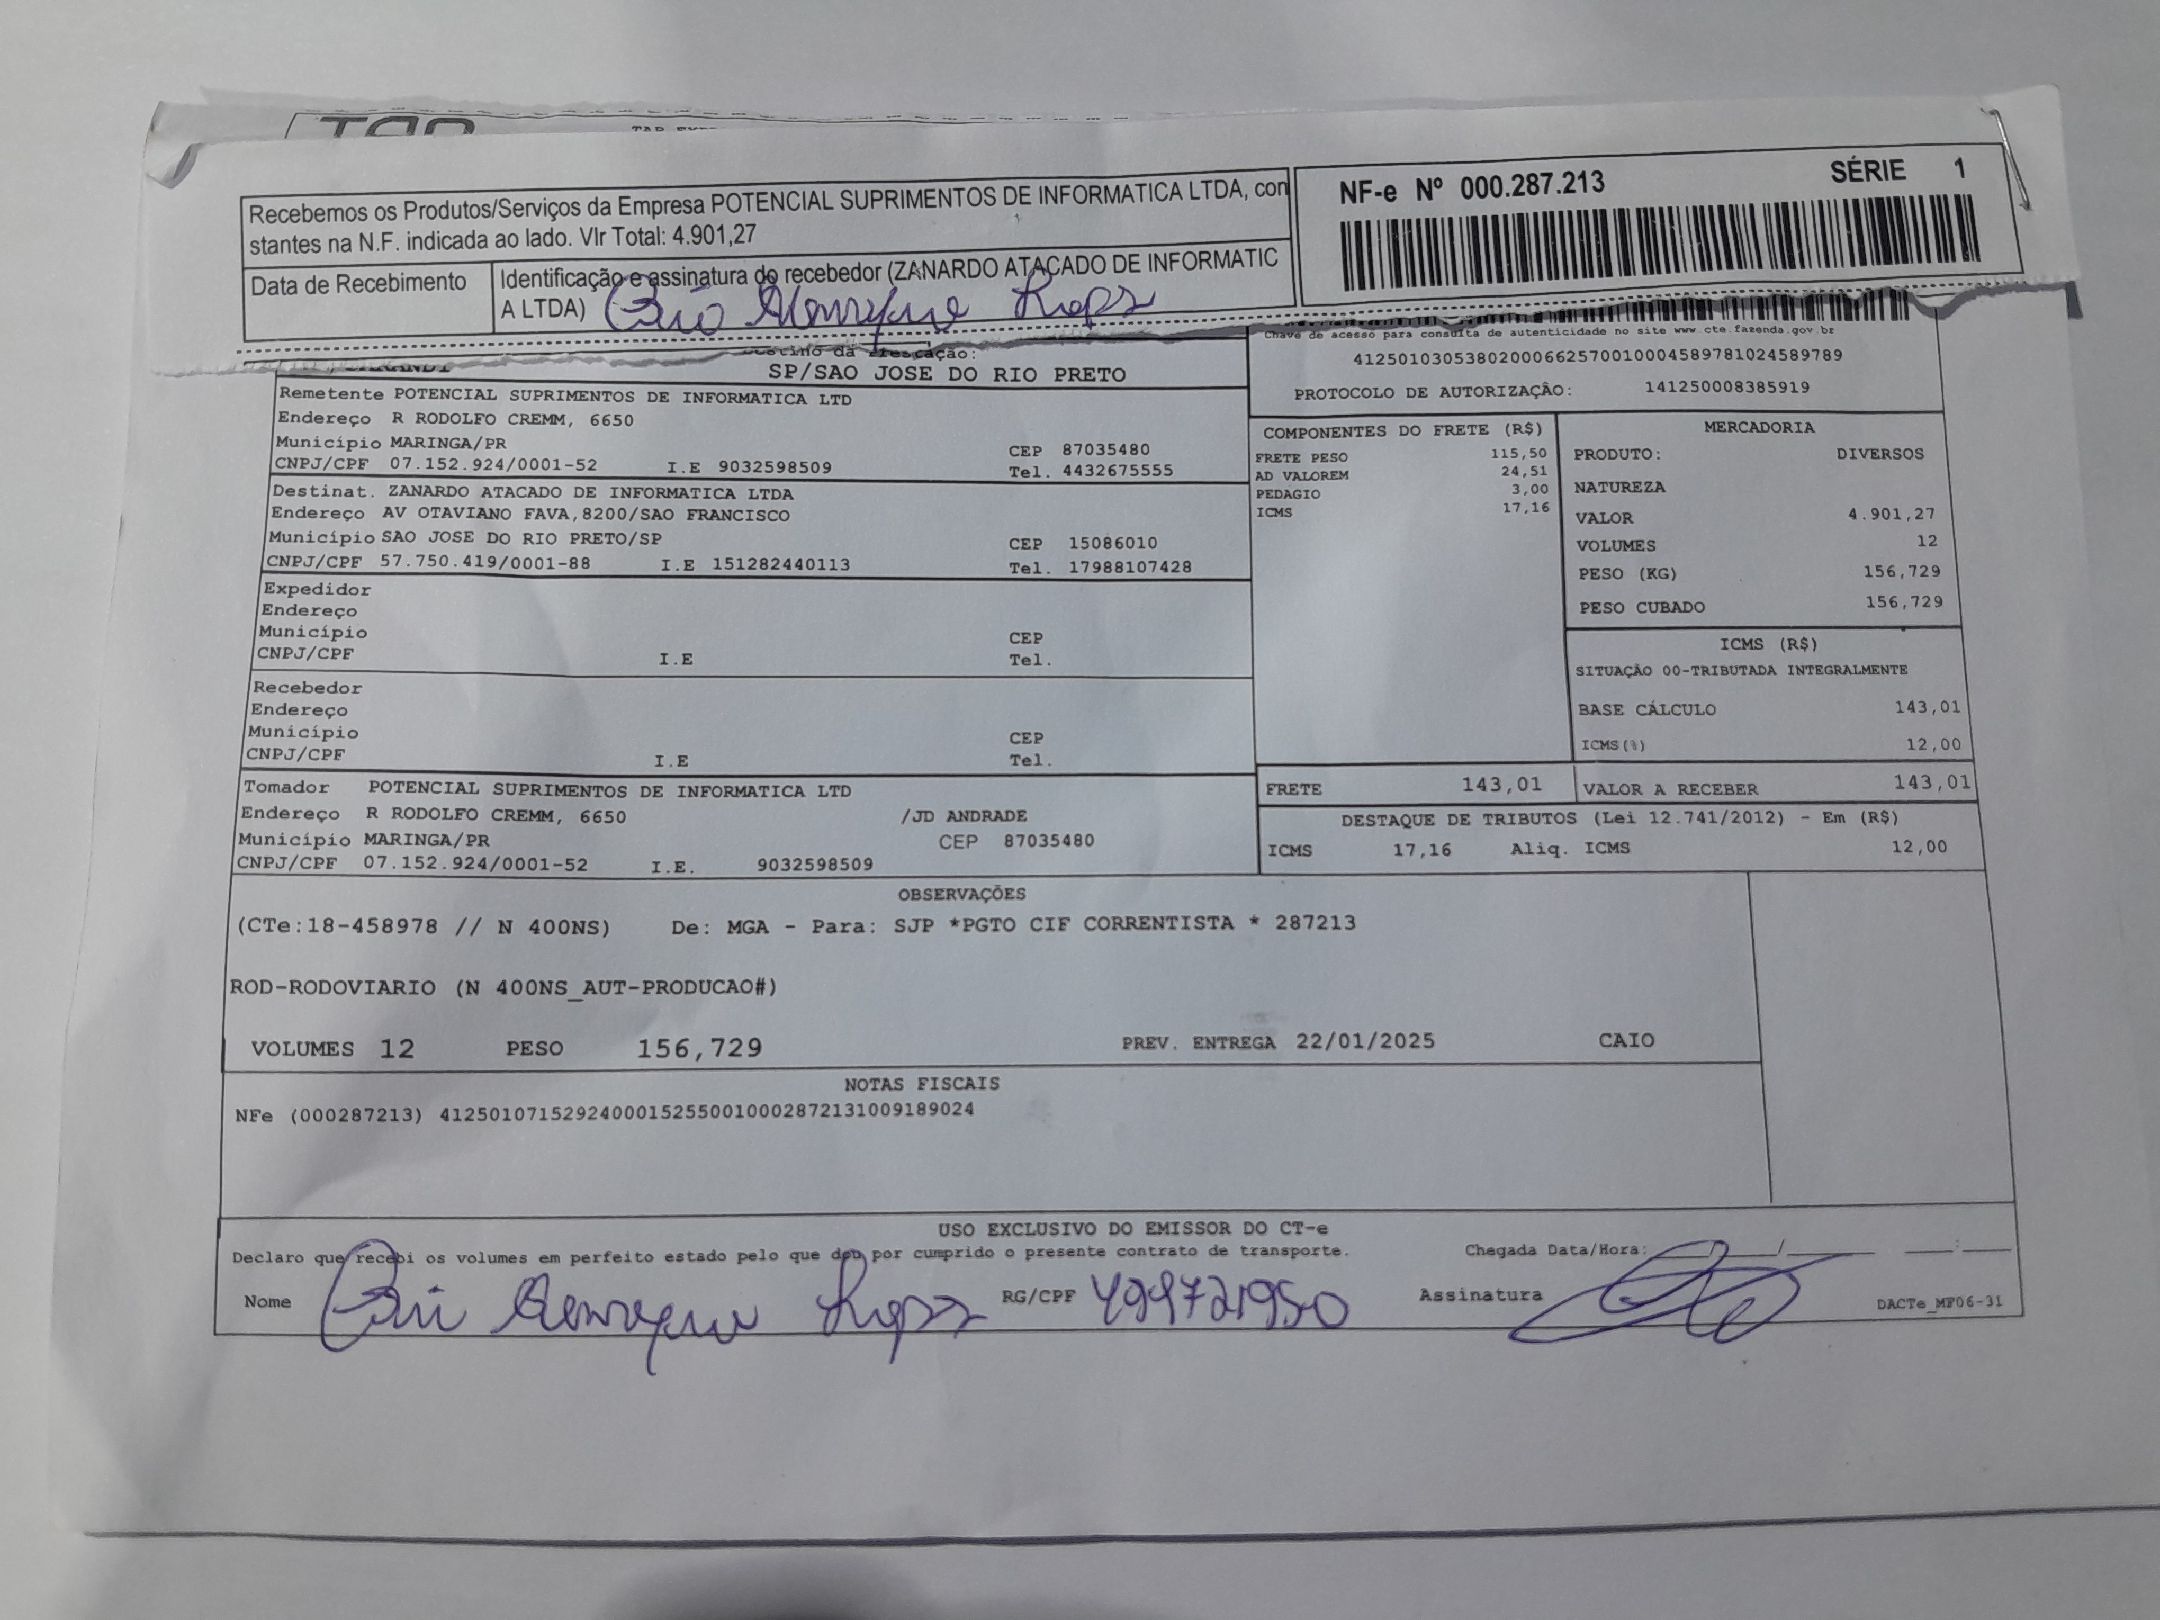 Recebemos os Produtos/Serviços da Empresa POTENCIAL SUPRIMENTOS DE INFORMATICA LTDA, con
stantes na N.F. indicada ao lado. Vlr Total: 4.901,27
Data de Recebimento
Identificação e assinatura do recebedor (ZANARDO ATACADO DE INFORMATIC
A LTDA) Caio Henrique Lopes
NF-e Nº 000.287.213 SÉRIE 1
Chave de acesso para consulta de autenticidade no site www.cte.fazenda.gov.br
41250103053802000662570010004589781024589789
PROTOCOLO DE AUTORIZAÇÃO: 141250008385919
SP/SAO JOSE DO RIO PRETO
Remetente POTENCIAL SUPRIMENTOS DE INFORMATICA LTD
Endereço R RODOLFO CREMM, 6650
Município MARINGA/PR CEP 87035480
CNPJ/CPF 07.152.924/0001-52 I.E 9032598509 Tel. 4432675555
Destinat. ZANARDO ATACADO DE INFORMATICA LTDA
Endereço AV OTAVIANO FAVA,8200/SAO FRANCISCO
Município SAO JOSE DO RIO PRETO/SP CEP 15086010
CNPJ/CPF 57.750.419/0001-88 I.E 151282440113 Tel. 17988107428
Expedidor
Endereço
Município CEP
CNPJ/CPF I.E Tel.
Recebedor
Endereço
Município CEP
CNPJ/CPF I.E Tel.
Tomador POTENCIAL SUPRIMENTOS DE INFORMATICA LTD
Endereço R RODOLFO CREMM, 6650 /JD ANDRADE
Município MARINGA/PR CEP 87035480
CNPJ/CPF 07.152.924/0001-52 I.E. 9032598509
COMPONENTES DO FRETE (R$)
FRETE PESO 115,50
AD VALOREM 24,51
PEDAGIO 3,00
ICMS 17,16
MERCADORIA
PRODUTO: DIVERSOS
NATUREZA
VALOR 4.901,27
VOLUMES 12
PESO (KG) 156,729
PESO CUBADO 156,729
ICMS (R$)
SITUAÇÃO 00-TRIBUTADA INTEGRALMENTE
BASE CÁLCULO 143,01
ICMS(%) 12,00
FRETE 143,01 VALOR A RECEBER 143,01
DESTAQUE DE TRIBUTOS (Lei 12.741/2012) - Em (R$)
ICMS 17,16 Aliq. ICMS 12,00
OBSERVAÇÕES
(CTe:18-458978 // N 400NS) De: MGA - Para: SJP *PGTO CIF CORRENTISTA * 287213
ROD-RODOVIARIO (N 400NS_AUT-PRODUCAO#)
VOLUMES 12 PESO 156,729 PREV. ENTREGA 22/01/2025 CAIO
NOTAS FISCAIS
NFe (000287213) 41250107152924000152550010002872131009189024
USO EXCLUSIVO DO EMISSOR DO CT-e
Declaro que recebi os volumes em perfeito estado pelo que dou por cumprido o presente contrato de transporte. Chegada Data/Hora: ____/____/____ ____:____
Nome Caio Henrique Lopes RG/CPF 499721950 Assinatura
DACTe_MF06-31